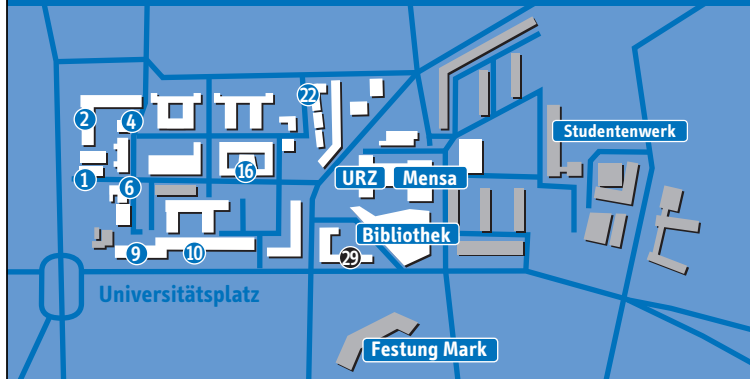 22
2
4
Studentenwerk
16
1
URZ
Mensa
6
Bibliothek
9
10
29
Universitätsplatz
Festung Mark